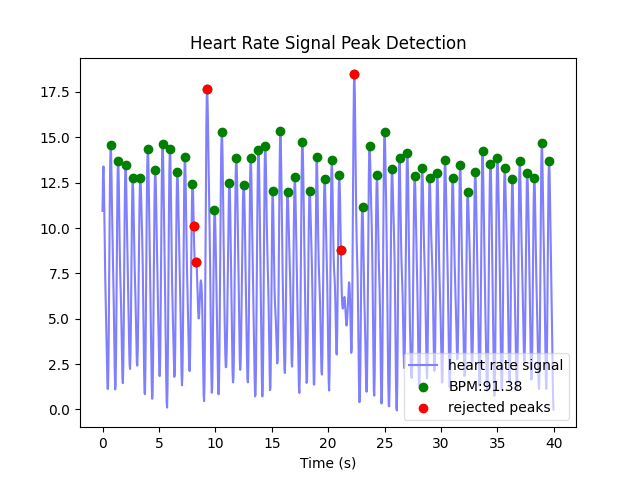 Heart Rate Signal Peak Detection
17.5
15.0
12.5
10.0
7.5
5.0
2.5
0.0
heart rate signal
BPM:91.38
rejected peaks
0 5 10 15 20 25 30 35 40
Time (s)